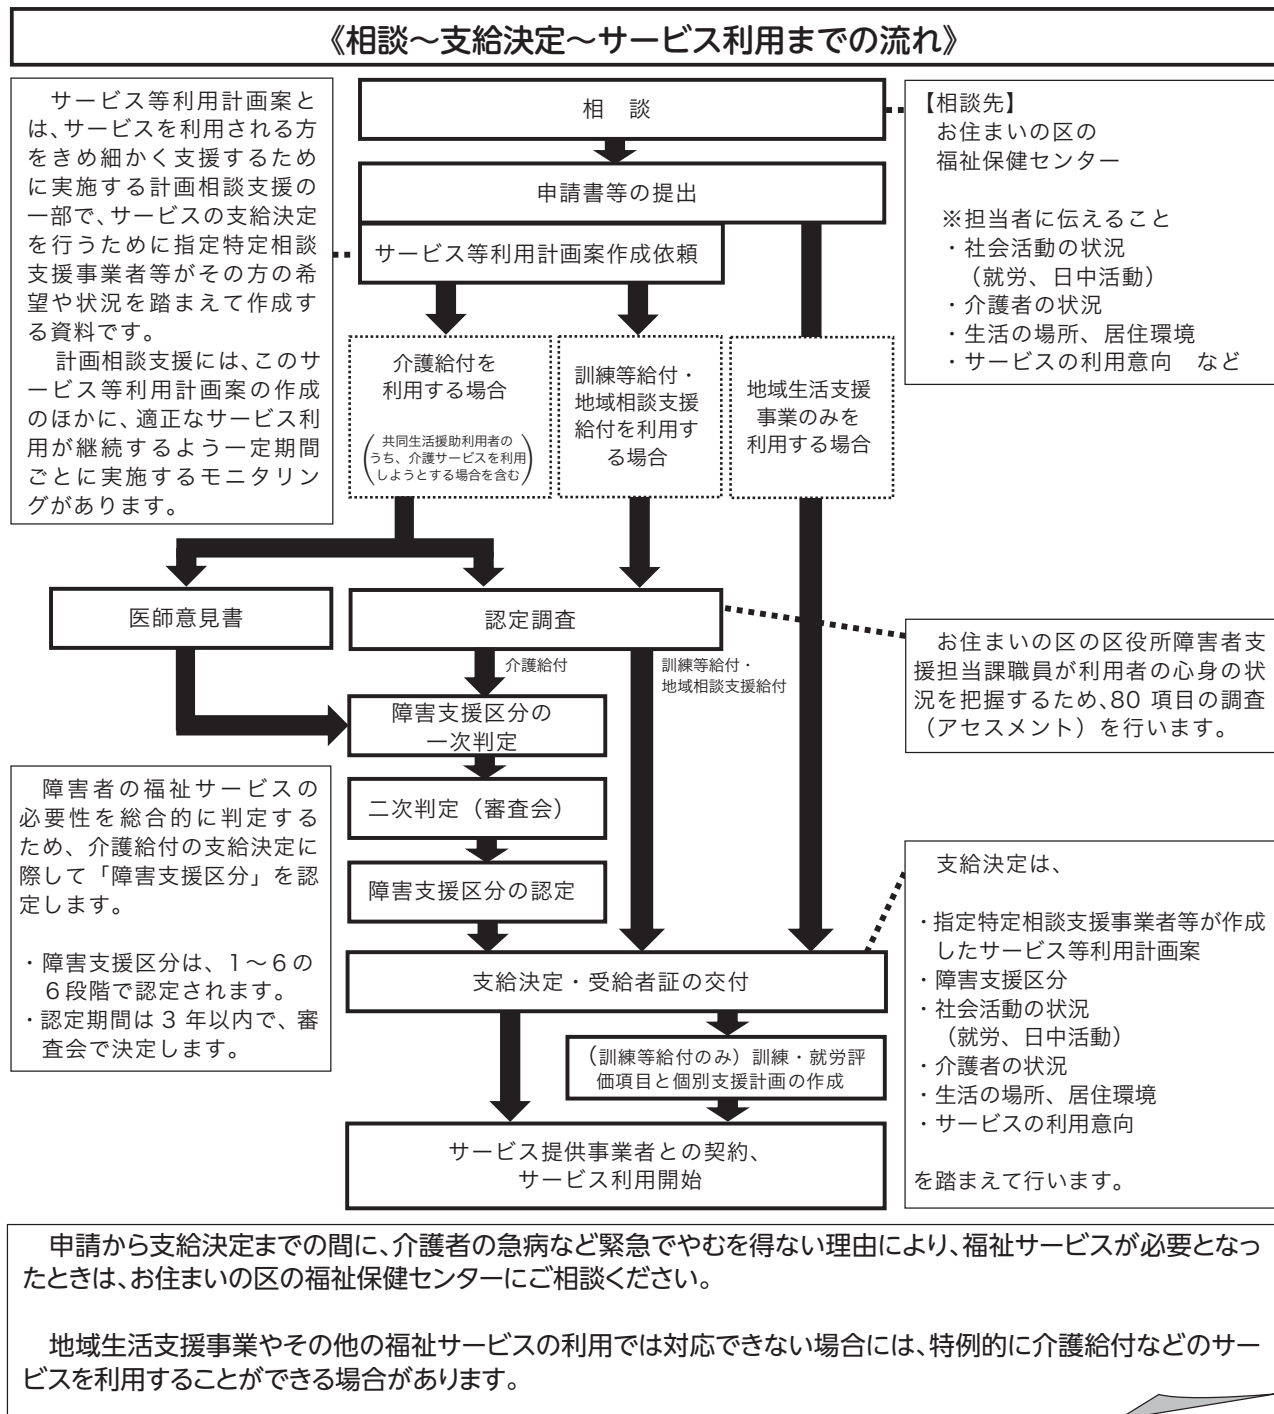 《相談～支給決定～サービス利用までの流れ》
サービス等利用計画案と
は、サービスを利用される方
をきめ細かく支援するため
に実施する計画相談支援の
一部で、サービスの支給決定
を行うために指定特定相談
支援事業者等がその方の希
望や状況を踏まえて作成す
る資料です。
計画相談支援には、このサ
ービス等利用計画案の作成
のほかに、適正なサービス利
用が継続するよう一定期間
ごとに実施するモニタリン
グがあります。
相　談
申請書等の提出
サービス等利用計画案作成依頼
【相談先】
お住まいの区の
福祉保健センター
※担当者に伝えること
・社会活動の状況
（就労、日中活動）
・介護者の状況
・生活の場所、居住環境
・サービスの利用意向　など
介護給付を
利用する場合
（共同生活援助利用者の
うち、介護サービスを利用
しようとする場合を含む）
訓練等給付・
地域相談支援
給付を利用す
る場合
地域生活支援
事業のみを
利用する場合
医師意見書
認定調査
介護給付
訓練等給付・
地域相談支援給付
お住まいの区の区役所障害者支
援担当課職員が利用者の心身の状
況を把握するため、80 項目の調査
（アセスメント）を行います。
障害支援区分の
一次判定
二次判定（審査会）
障害支援区分の認定
障害者の福祉サービスの
必要性を総合的に判定する
ため、介護給付の支給決定に
際して「障害支援区分」を認
定します。
・障害支援区分は、1～6の
6段階で認定されます。
・認定期間は 3 年以内で、審
査会で決定します。
支給決定・受給者証の交付
（訓練等給付のみ）訓練・就労評
価項目と個別支援計画の作成
サービス提供事業者との契約、
サービス利用開始
支給決定は、
・指定特定相談支援事業者等が作成
したサービス等利用計画案
・障害支援区分
・社会活動の状況
（就労、日中活動）
・介護者の状況
・生活の場所、居住環境
・サービスの利用意向
を踏まえて行います。
申請から支給決定までの間に、介護者の急病など緊急でやむを得ない理由により、福祉サービスが必要となっ
たときは、お住まいの区の福祉保健センターにご相談ください。
地域生活支援事業やその他の福祉サービスの利用では対応できない場合には、特例的に介護給付などのサー
ビスを利用することができる場合があります。